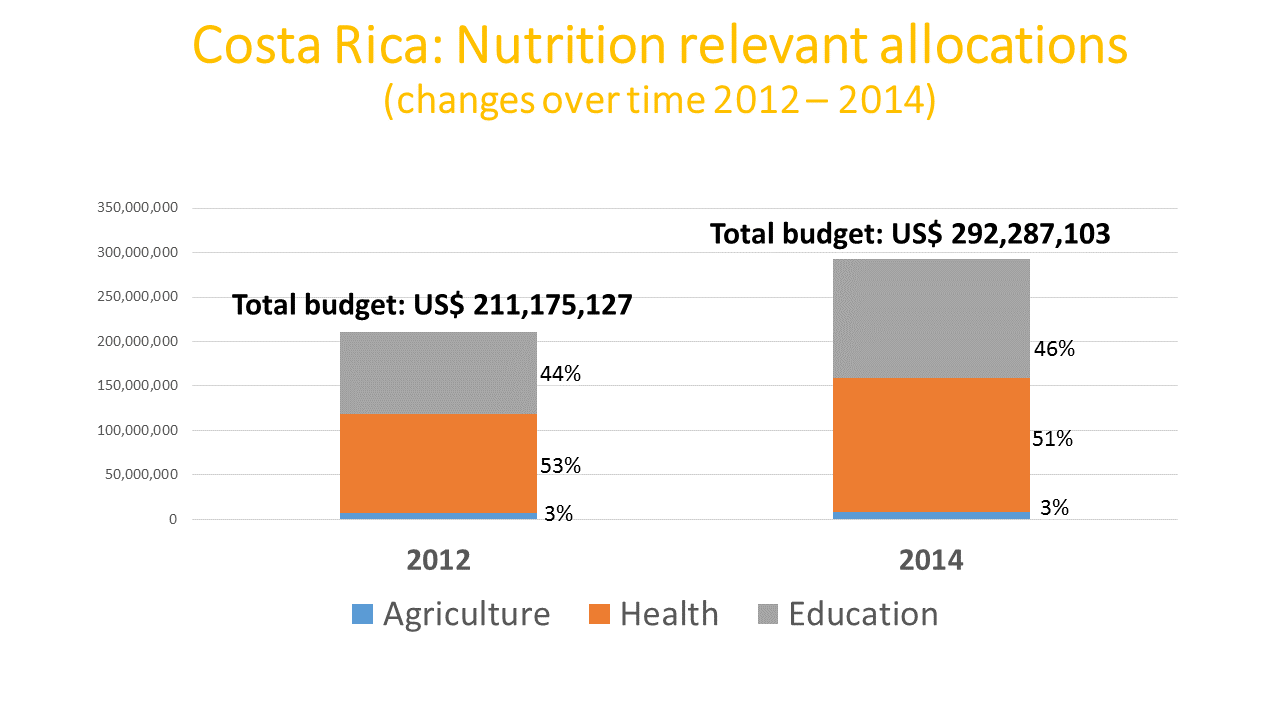 Costa Rica: Nutrition relevant allocations
(changes over time 2012 – 2014)
350,000,000
300,000,000
250,000,000
200,000,000
150,000,000
100,000,000
50,000,000
0
Total budget: US$ 211,175,127
44%
53%
3%
Total budget: US$ 292,287,103
46%
51%
3%
2012
2014
Agriculture
Health
Education